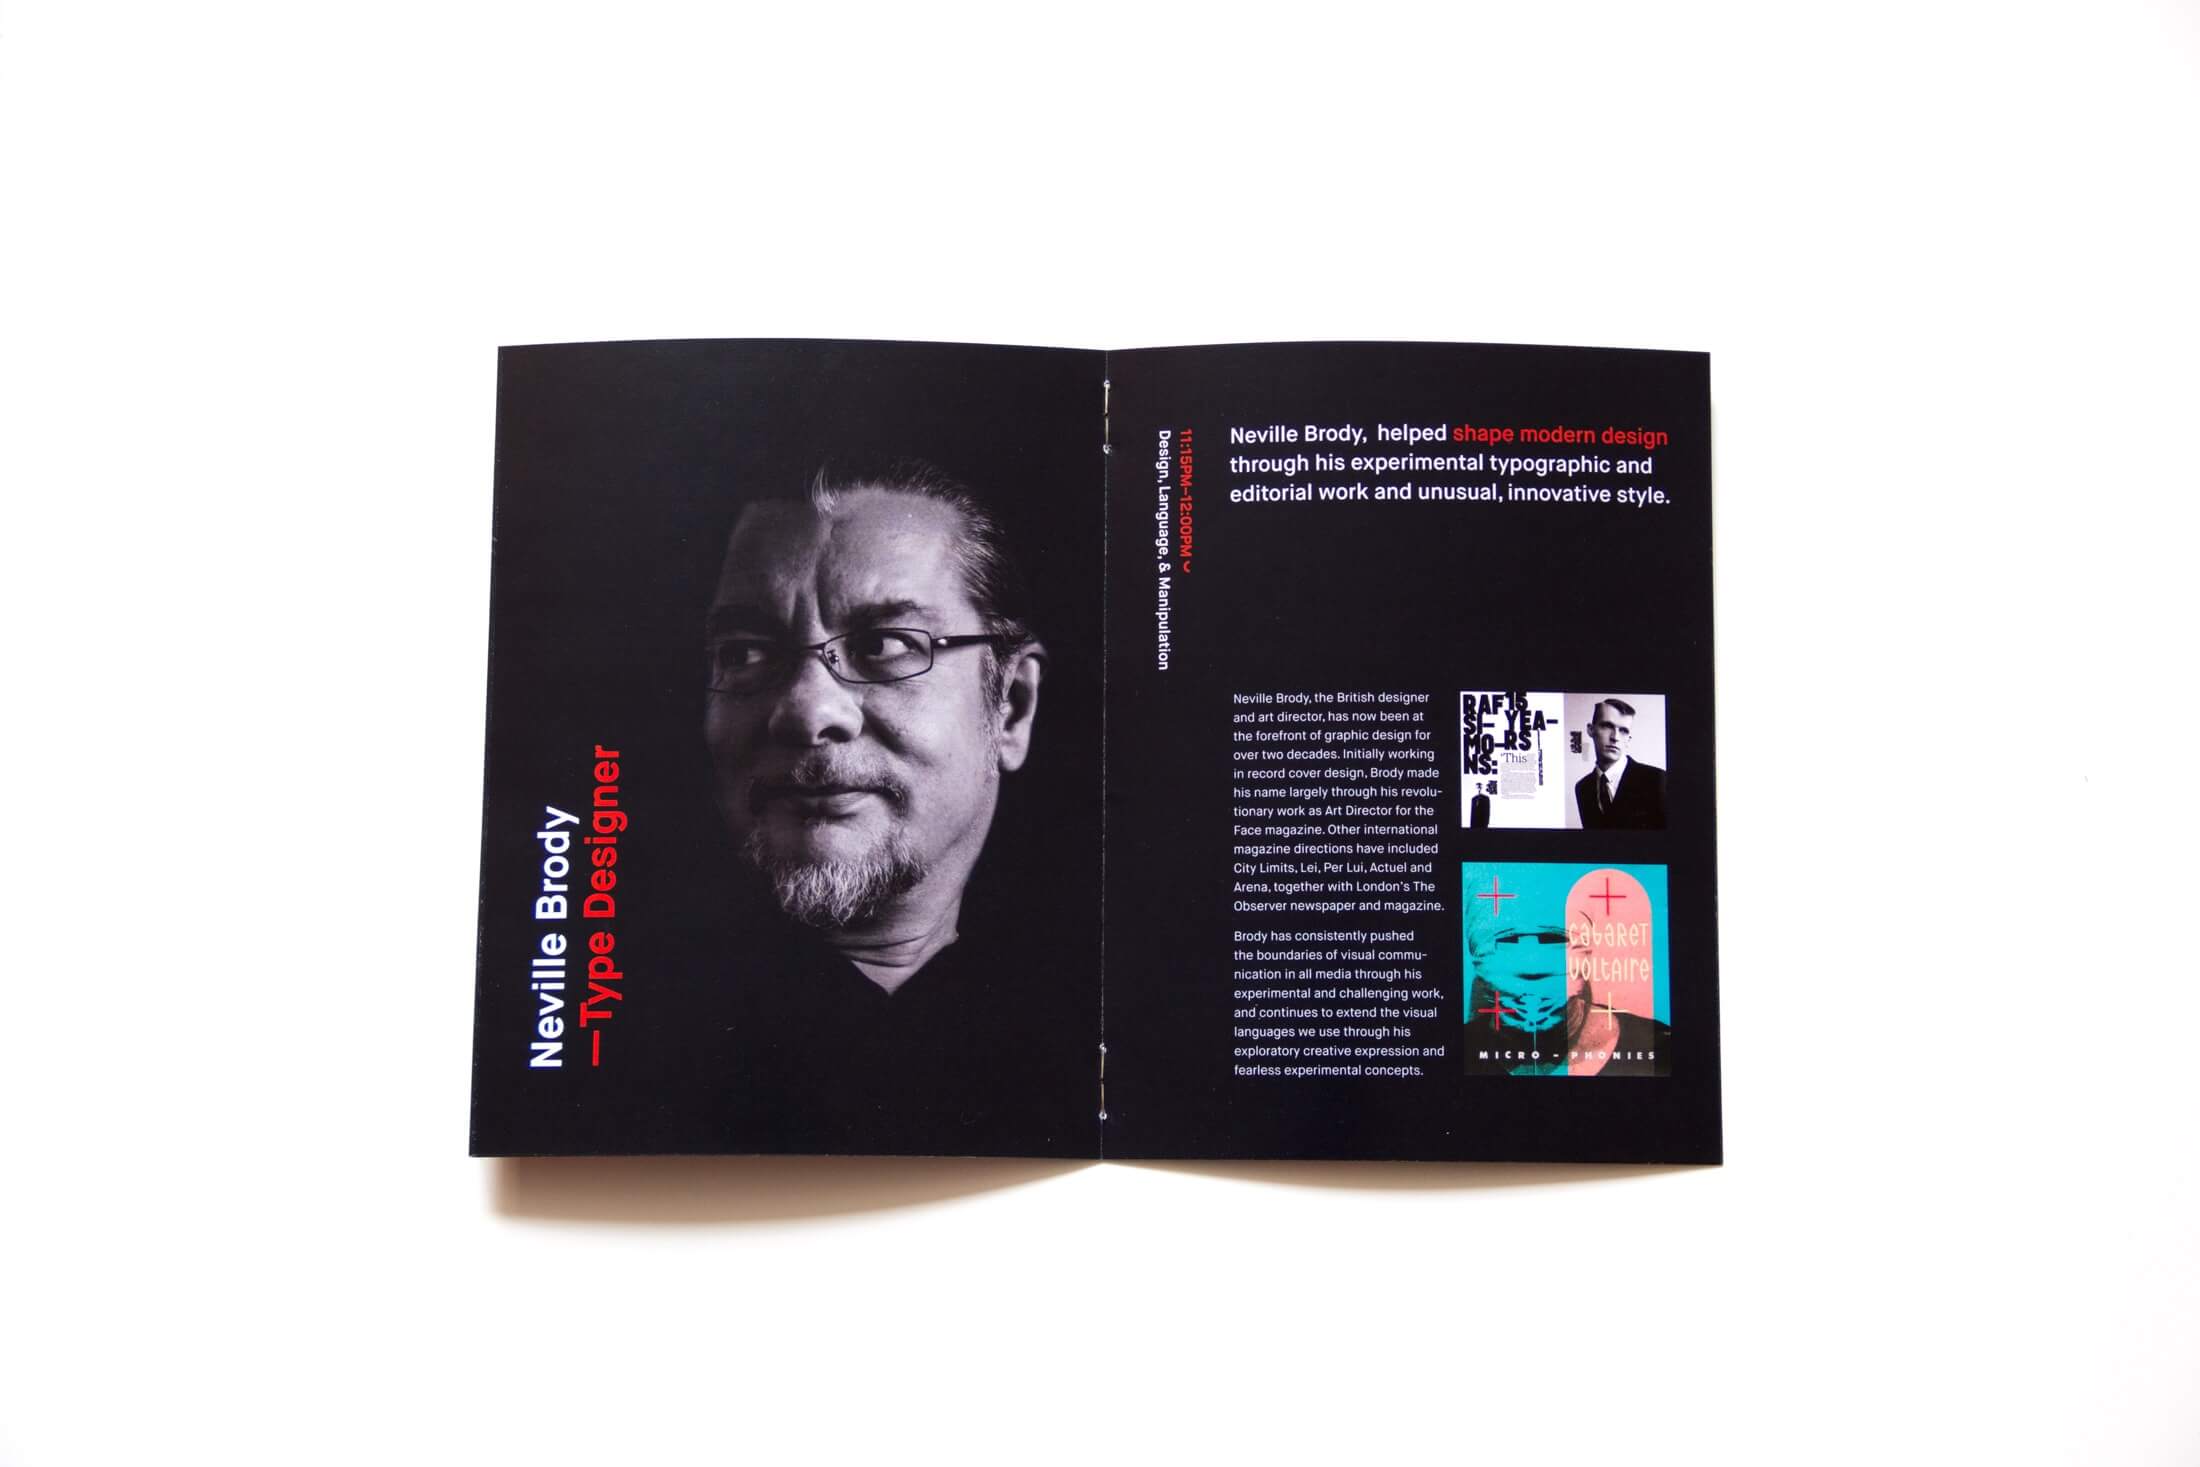 Neville Brody
—Type Designer
11:15PM–12:00PM
Design, Language, & Manipulation
Neville Brody, helped shape modern design
through his experimental typographic and
editorial work and unusual, innovative style.
Neville Brody, the British designer
and art director, has now been at
the forefront of graphic design for
over two decades. Initially working
in record cover design, Brody made
his name largely through his revolu-
tionary work as Art Director for the
Face magazine. Other international
magazine directions have included
City Limits, Lei, Per Lui, Actuel and
Arena, together with London's The
Observer newspaper and magazine.
Brody has consistently pushed
the boundaries of visual commu-
nication in all media through his
experimental and challenging work,
and continues to extend the visual
languages we use through his
exploratory creative expression and
fearless experimental concepts.
RAF 15
SI– YEA–
MO– RS
NS:
'This
CABARET
VOLTAIRE
MICRO-PHONIES